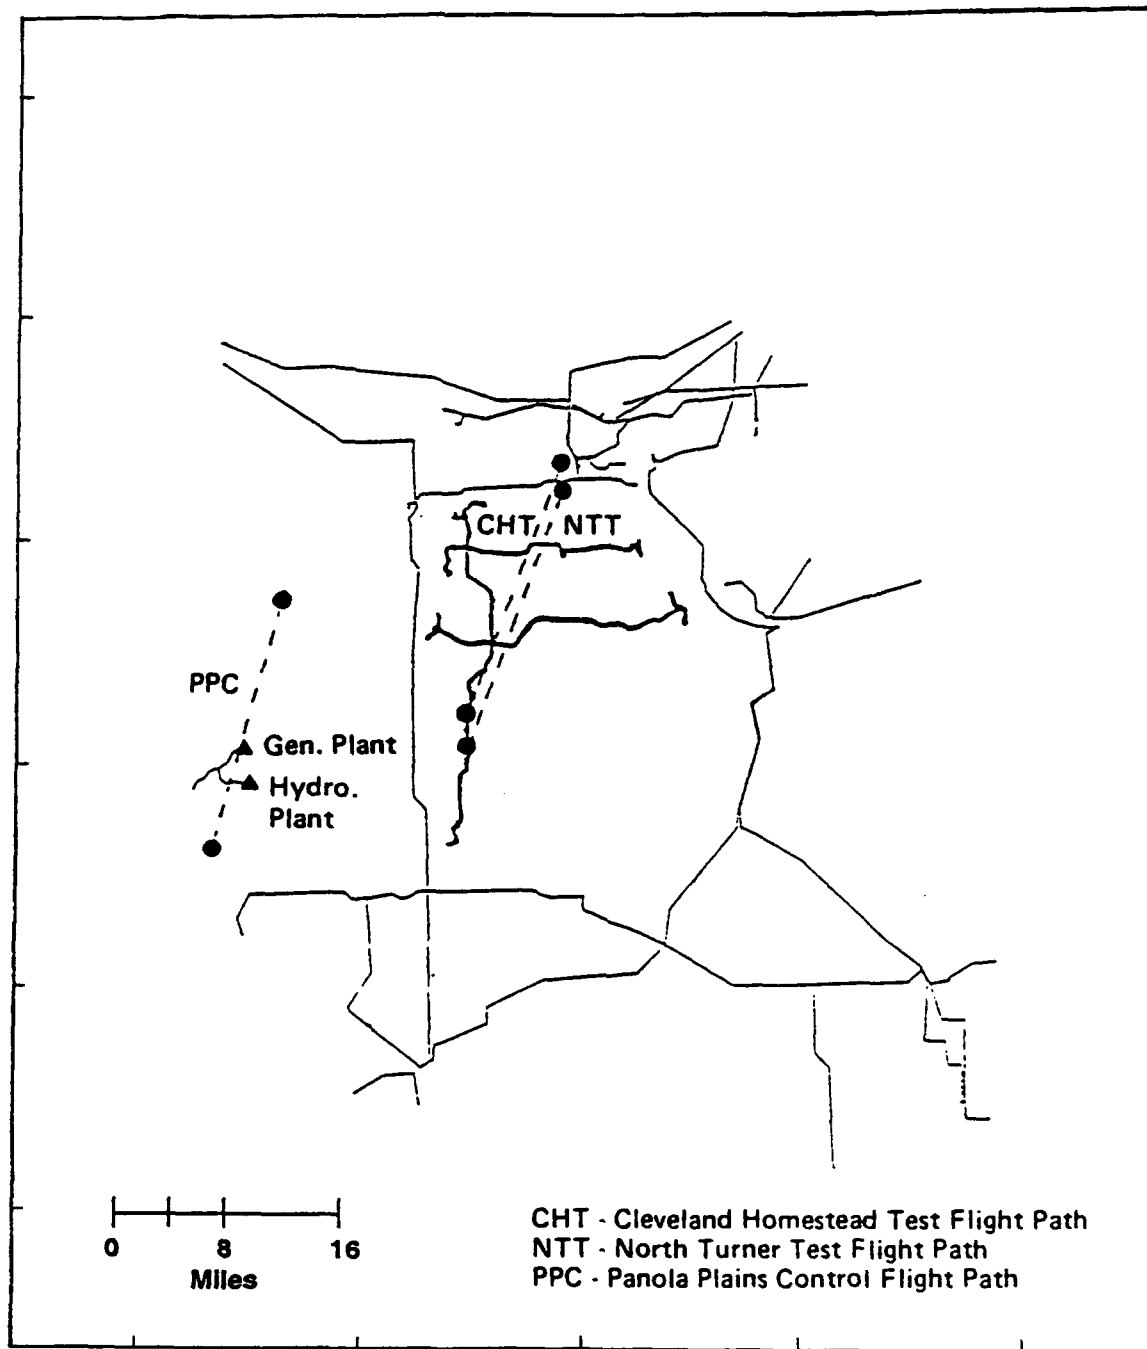 CHT NTT
PPC
Gen. Plant
Hydro.
Plant
0 8 16
Miles
CHT - Cleveland Homestead Test Flight Path
NTT - North Turner Test Flight Path
PPC - Panola Plains Control Flight Path